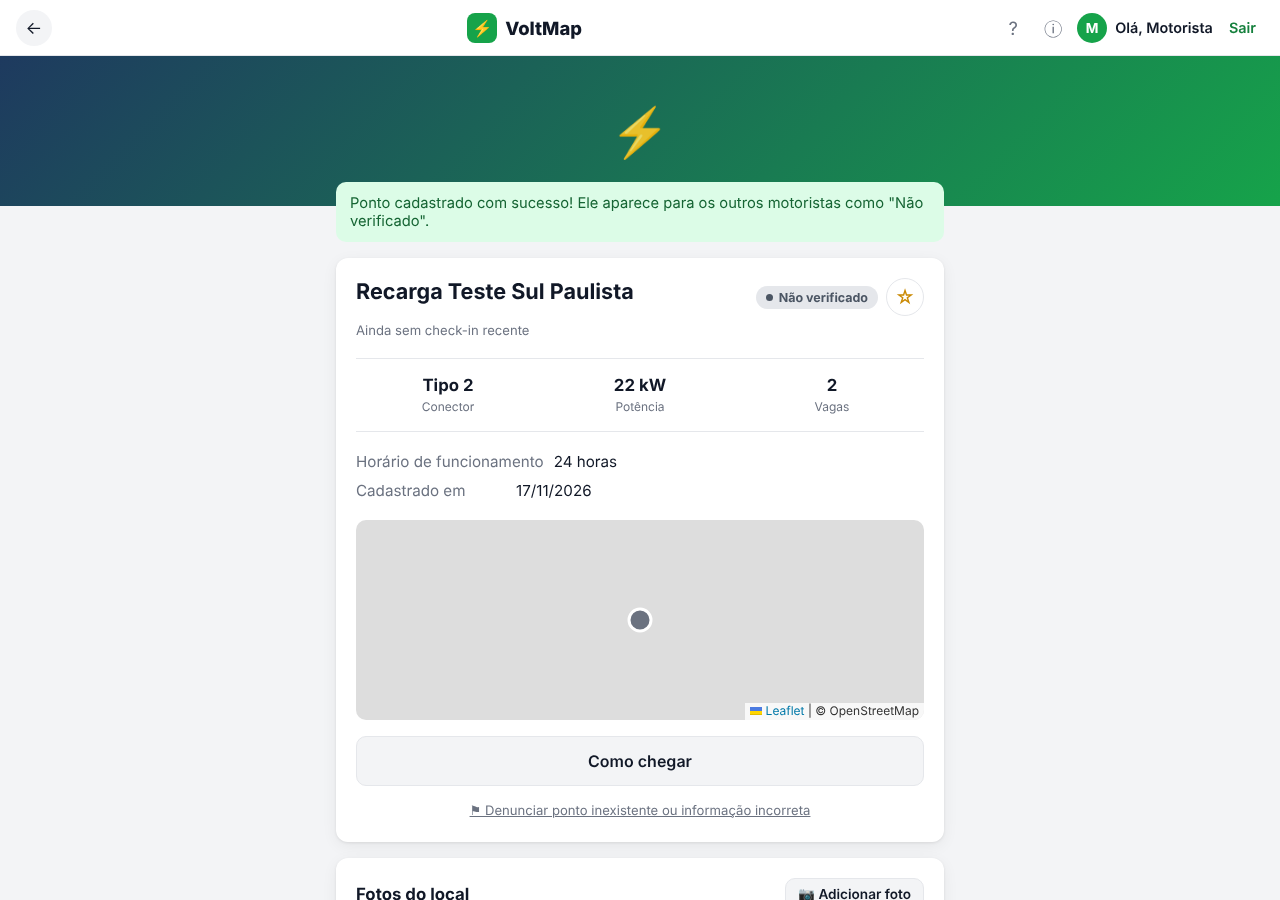 VoltMap
?
M
Olá, Motorista
Sair
Ponto cadastrado com sucesso! Ele aparece para os outros motoristas como "Não
verificado".
Recarga Teste Sul Paulista
Não verificado
Ainda sem check-in recente
Tipo 2
Conector
22 kW
Potência
2
Vagas
Horário de funcionamento 24 horas
Cadastrado em 17/11/2026
Leaflet | © OpenStreetMap
Como chegar
⚑ Denunciar ponto inexistente ou informação incorreta
Fotos do local
Adicionar foto